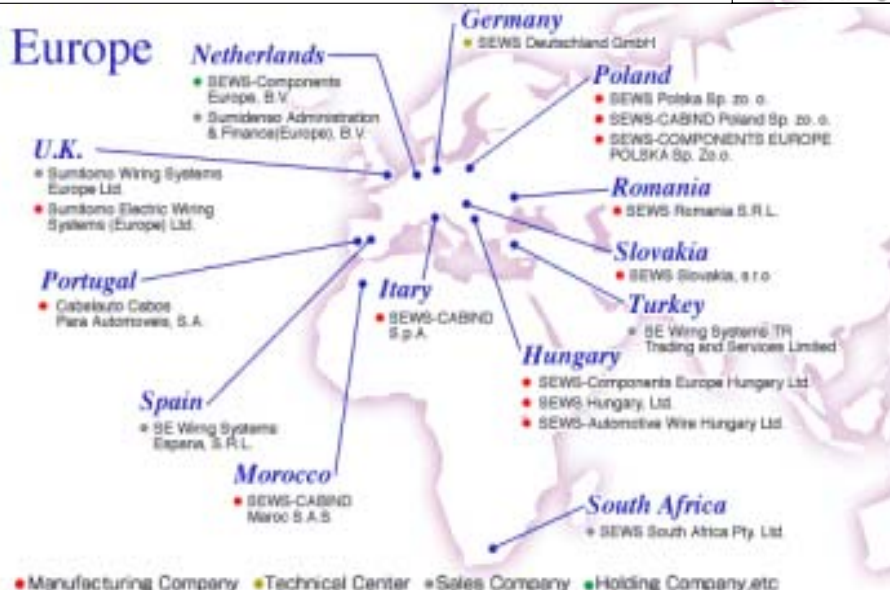 Europe
Germany
SEWS Deutschland GmbH
Netherlands
SEWS-Components
Europe, B.V.
Sumidenso Administration
& Finance(Europe), B.V.
Poland
SEWS Polska Sp. zo. o.
SEWS-CABIND Poland Sp. zo. o.
SEWS-COMPONENTS EUROPE
POLSKA Sp. Zo.o.
U.K.
Sumitomo Wiring Systems
Europe Ltd.
Sumitomo Electric Wiring
Systems (Europe) Ltd.
Romania
SEWS Romania S.R.L.
Slovakia
SEWS Slovakia, s.r.o
Portugal
Cabelauto Cabos
Para Automoveis, S.A.
Itary
SEWS-CABIND
S.p.A.
Turkey
SE Wiring Systems TR
Trading and Services Limited
Hungary
SEWS-Components Europe Hungary Ltd.
SEWS Hungary, Ltd.
SEWS-Automotive Wire Hungary Ltd.
Spain
SE Wiring Systems
Espana, S.R.L.
Morocco
SEWS-CABIND
Maroc S.A.S
South Africa
SEWS South Africa Pty. Ltd.
Manufacturing Company Technical Center Sales Company Holding Company,etc